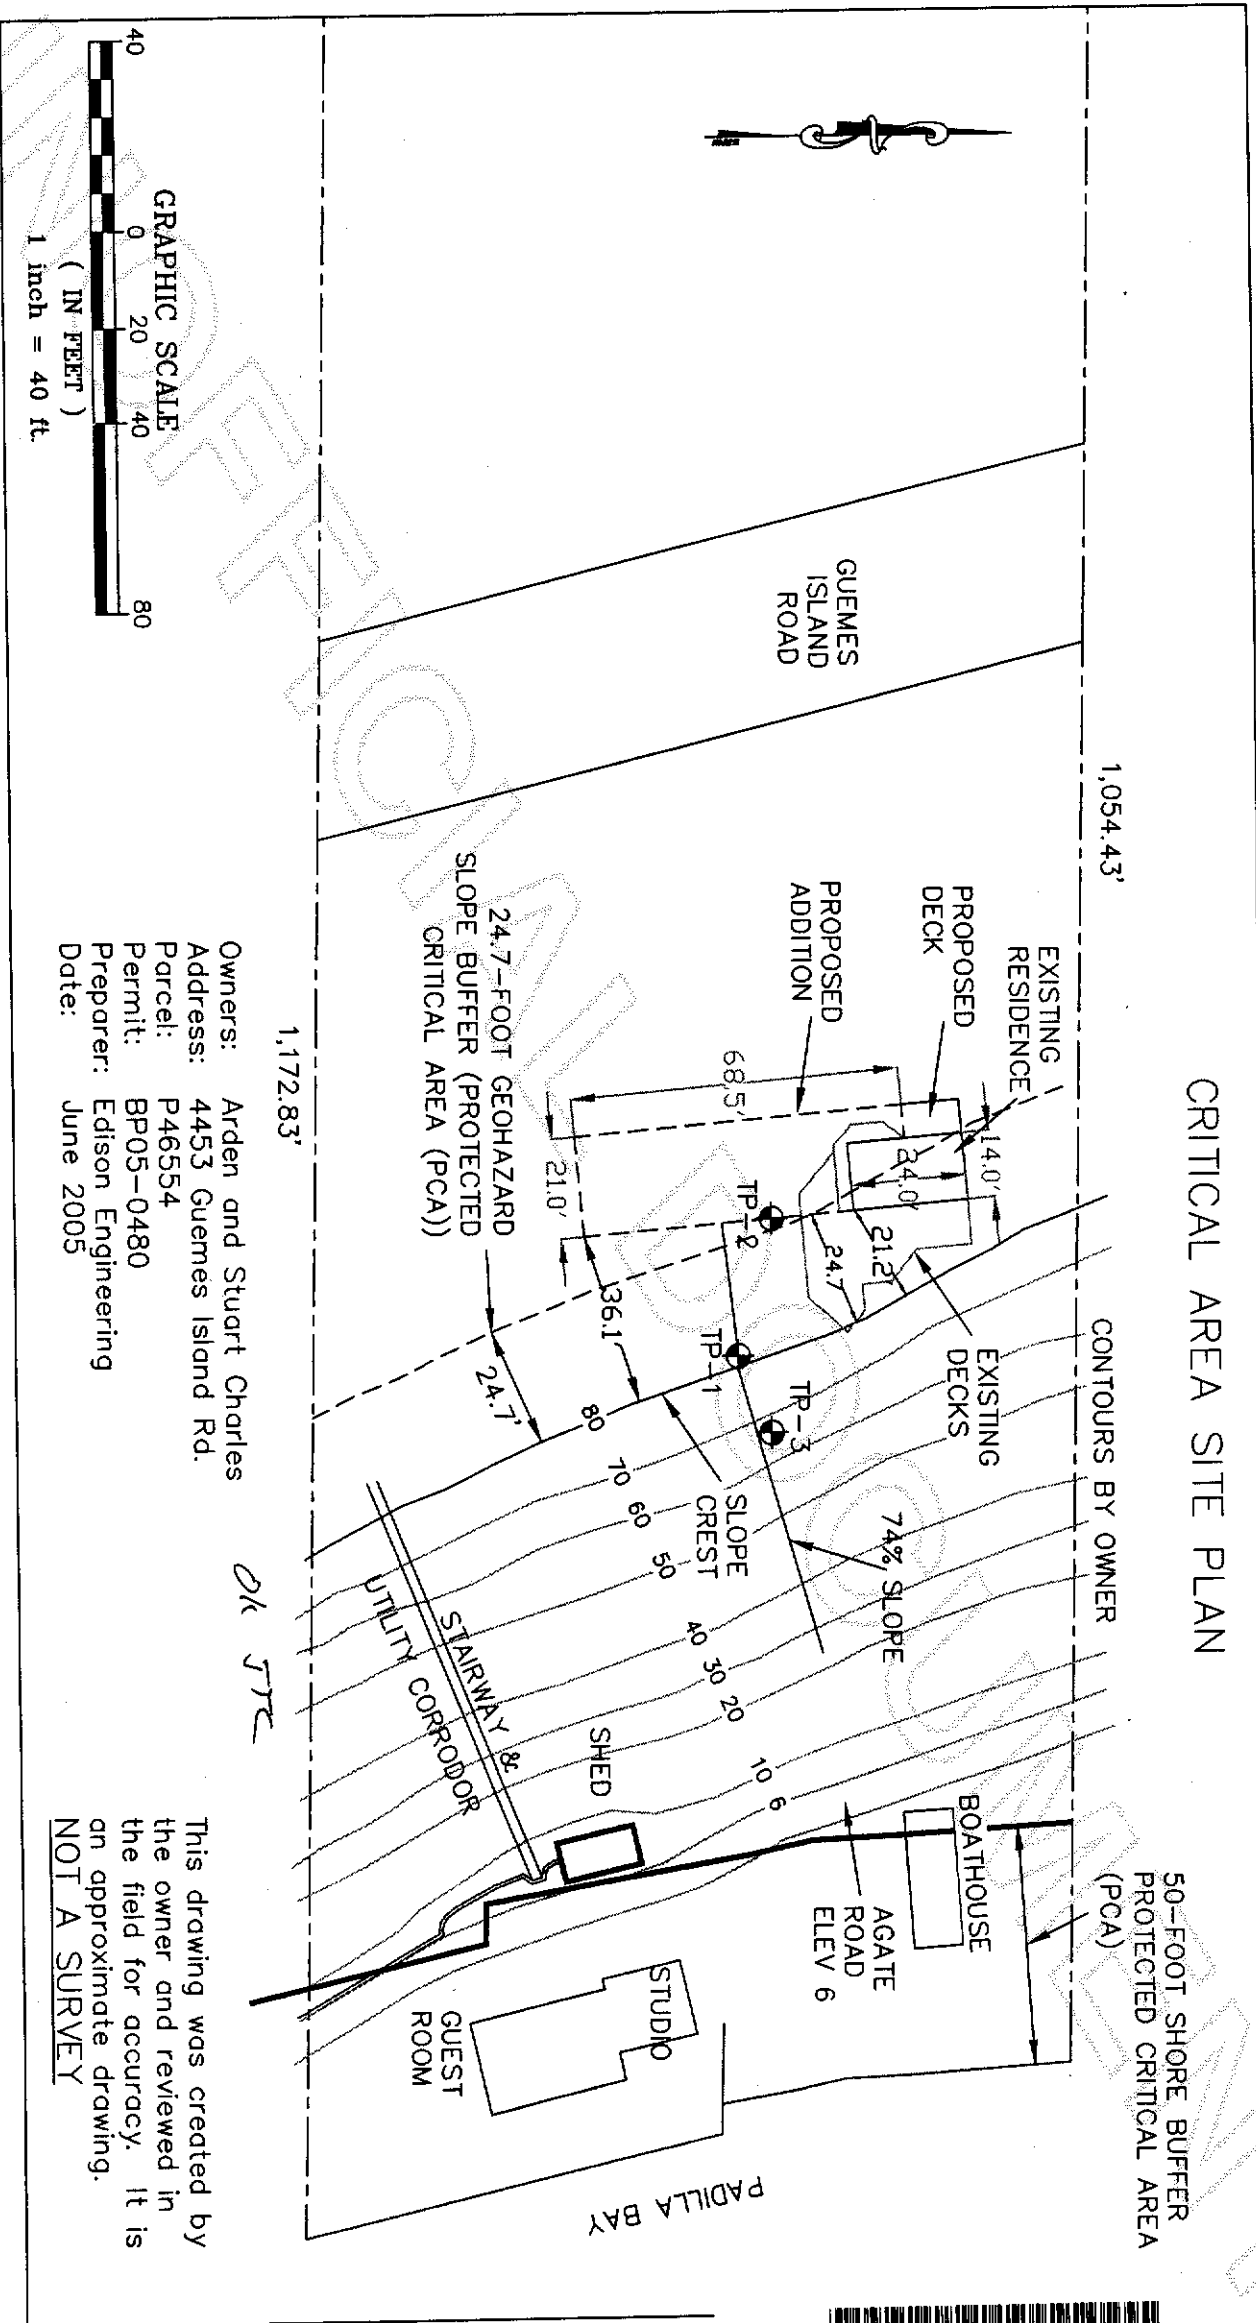 CRITICAL AREA SITE PLAN
50-FOOT SHORE BUFFER
PROTECTED CRITICAL AREA
(PCA)
1,054.43'
CONTOURS BY OWNER
EXISTING
RESIDENCE
PROPOSED
DECK
PROPOSED
ADDITION
14.0'
24.0'
21.2'
24.7'
68.5'
21.0'
36.1'
24.7'
EXISTING
DECKS
TP-2
TP-1
TP-3
74% SLOPE
SLOPE
CREST
GUEMES
ISLAND
ROAD
24.7-FOOT GEOHAZARD
SLOPE BUFFER (PROTECTED
CRITICAL AREA (PCA))
80
70
60
50
40
30
20
10
6
BOATHOUSE
AGATE
ROAD
ELEV 6
SHED
STAIRWAY &
UTILITY CORRODOR
STUDIO
GUEST
ROOM
PADILLA BAY
1,172.83'
GRAPHIC SCALE
40 0 20 40 80
( IN FEET )
1 inch = 40 ft.
Owners: Arden and Stuart Charles
Address: 4453 Guemes Island Rd.
Parcel: P46554
Permit: BP05-0480
Preparer: Edison Engineering
Date: June 2005
OK JTC
This drawing was created by
the owner and reviewed in
the field for accuracy. It is
an approximate drawing.
NOT A SURVEY
UNOFFICIAL DOCUMENT